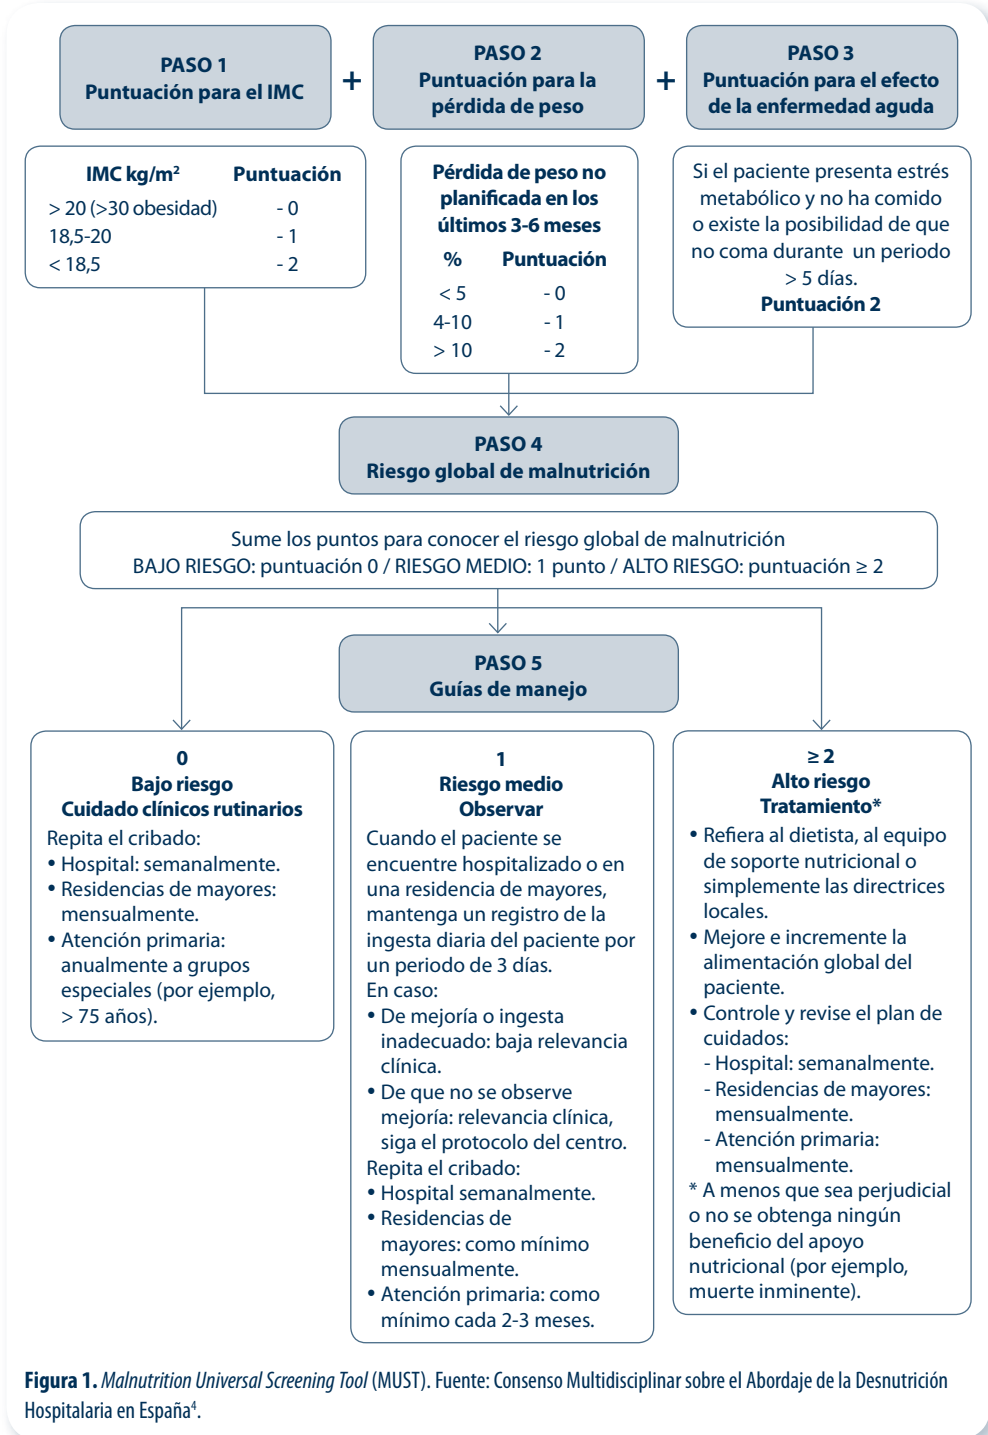 PASO 1
Puntuación para el IMC
+
PASO 2
Puntuación para la
pérdida de peso
+
PASO 3
Puntuación para el efecto
de la enfermedad aguda
IMC kg/m² Puntuación
> 20 (>30 obesidad) - 0
18,5-20 - 1
< 18,5 - 2
Pérdida de peso no
planificada en los
últimos 3-6 meses
% Puntuación
< 5 - 0
4-10 - 1
> 10 - 2
Si el paciente presenta estrés
metabólico y no ha comido
o existe la posibilidad de que
no coma durante un periodo
> 5 días.
Puntuación 2
PASO 4
Riesgo global de malnutrición
Sume los puntos para conocer el riesgo global de malnutrición
BAJO RIESGO: puntuación 0 / RIESGO MEDIO: 1 punto / ALTO RIESGO: puntuación ≥ 2
PASO 5
Guías de manejo
0
Bajo riesgo
Cuidado clínicos rutinarios
Repita el cribado:
• Hospital: semanalmente.
• Residencias de mayores:
mensualmente.
• Atención primaria:
anualmente a grupos
especiales (por ejemplo,
> 75 años).
1
Riesgo medio
Observar
Cuando el paciente se
encuentre hospitalizado o en
una residencia de mayores,
mantenga un registro de la
ingesta diaria del paciente por
un periodo de 3 días.
En caso:
• De mejoría o ingesta
inadecuado: baja relevancia
clínica.
• De que no se observe
mejoría: relevancia clínica,
siga el protocolo del centro.
Repita el cribado:
• Hospital semanalmente.
• Residencias de
mayores: como mínimo
mensualmente.
• Atención primaria: como
mínimo cada 2-3 meses.
≥ 2
Alto riesgo
Tratamiento*
• Refiera al dietista, al equipo
de soporte nutricional o
simplemente las directrices
locales.
• Mejore e incremente la
alimentación global del
paciente.
• Controle y revise el plan de
cuidados:
- Hospital: semanalmente.
- Residencias de mayores:
mensualmente.
- Atención primaria:
mensualmente.
* A menos que sea perjudicial
o no se obtenga ningún
beneficio del apoyo
nutricional (por ejemplo,
muerte inminente).
Figura 1. Malnutrition Universal Screening Tool (MUST). Fuente: Consenso Multidisciplinar sobre el Abordaje de la Desnutrición
Hospitalaria en España⁴.